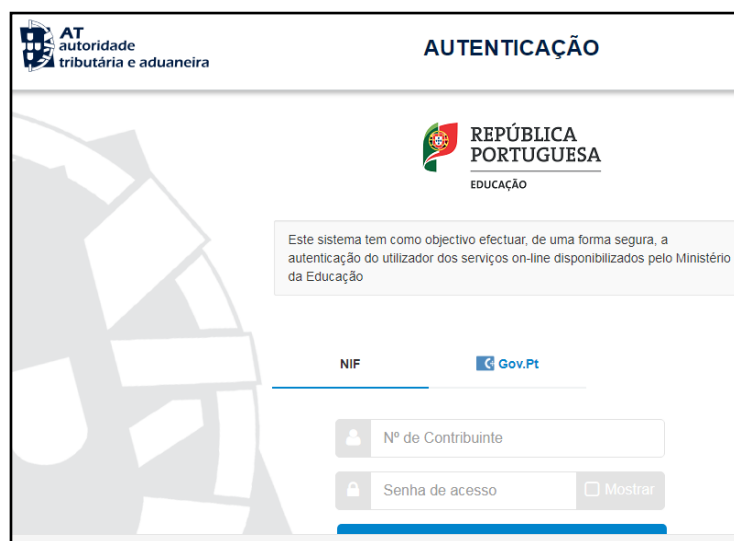 AT
autoridade
tributária e aduaneira
AUTENTICAÇÃO
REPÚBLICA
PORTUGUESA
EDUCAÇÃO
Este sistema tem como objectivo efectuar, de uma forma segura, a
autenticação do utilizador dos serviços on-line disponibilizados pelo Ministério
da Educação
NIF
Gov.Pt
Nº de Contribuinte
Senha de acesso
Mostrar